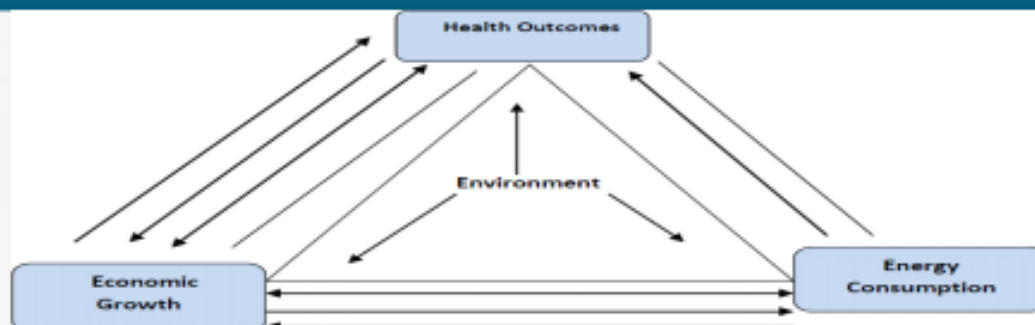 Health Outcomes
Environment
Economic
Growth
Energy
Consumption